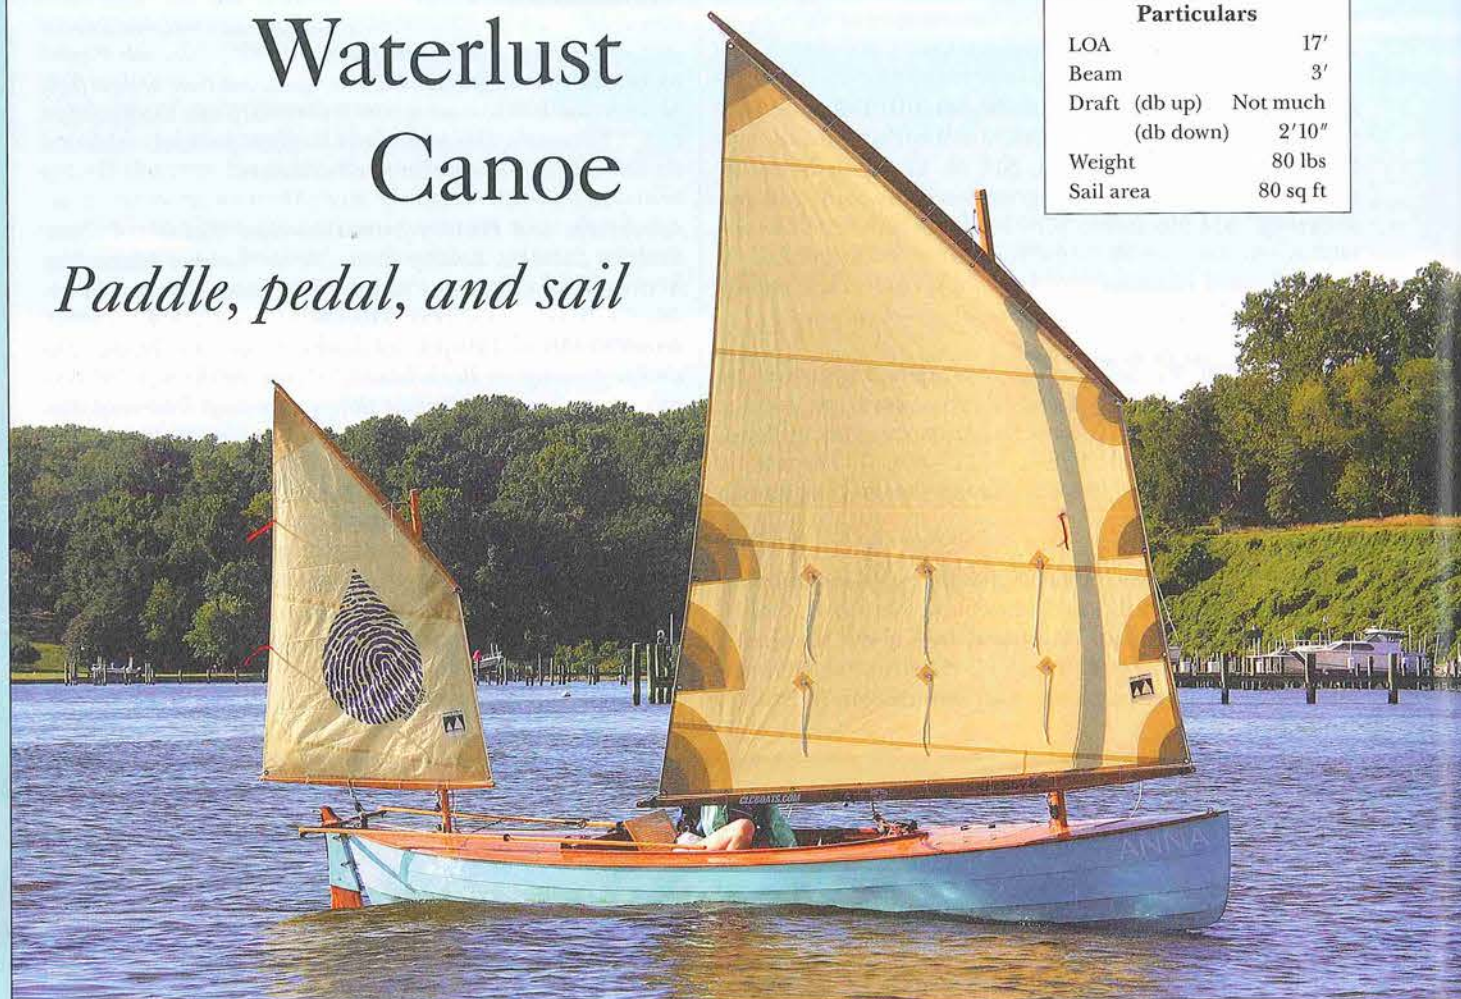 Waterlust
Canoe
Paddle, pedal, and sail
Particulars
LOA 17′
Beam 3′
Draft (db up) Not much
(db down) 2′10″
Weight 80 lbs
Sail area 80 sq ft
CLCBOATS.COM
ANNA